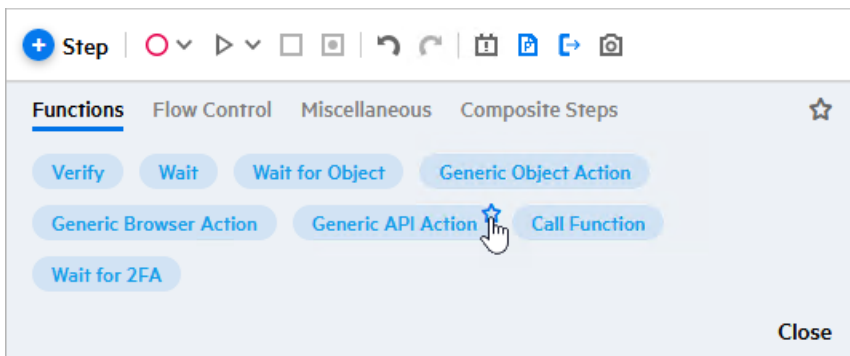 Step
Functions Flow Control Miscellaneous Composite Steps
Verify Wait Wait for Object Generic Object Action
Generic Browser Action Generic API Action Call Function
Wait for 2FA
Close